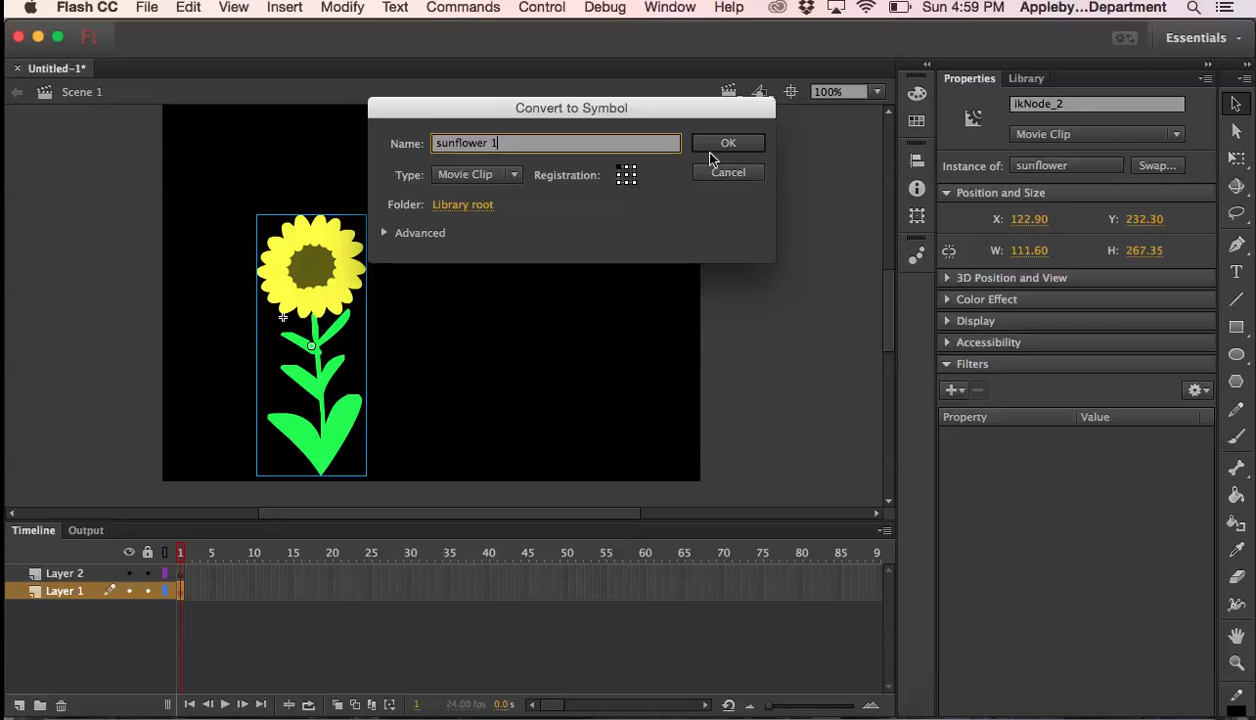 Flash CC File Edit View Insert Modify Text Commands Control Debug Window Help Sun 4:59 PM Appleby...Department
Ft Essentials
× Untitled-1*
Scene 1 100%
Convert to Symbol
Name: sunflower 1 OK
Type: Movie Clip Registration: Cancel
Folder: Library root
Advanced
Properties Library
ikNode_2
Movie Clip
Instance of: sunflower Swap...
Position and Size
X: 122.90 Y: 232.30
W: 111.60 H: 267.35
3D Position and View
Color Effect
Display
Accessibility
Filters
Property Value
Timeline Output
1 5 10 15 20 25 30 35 40 45 50 55 60 65 70 75 80 85 9
Layer 2
Layer 1
1 24.00 fps 0.0 s